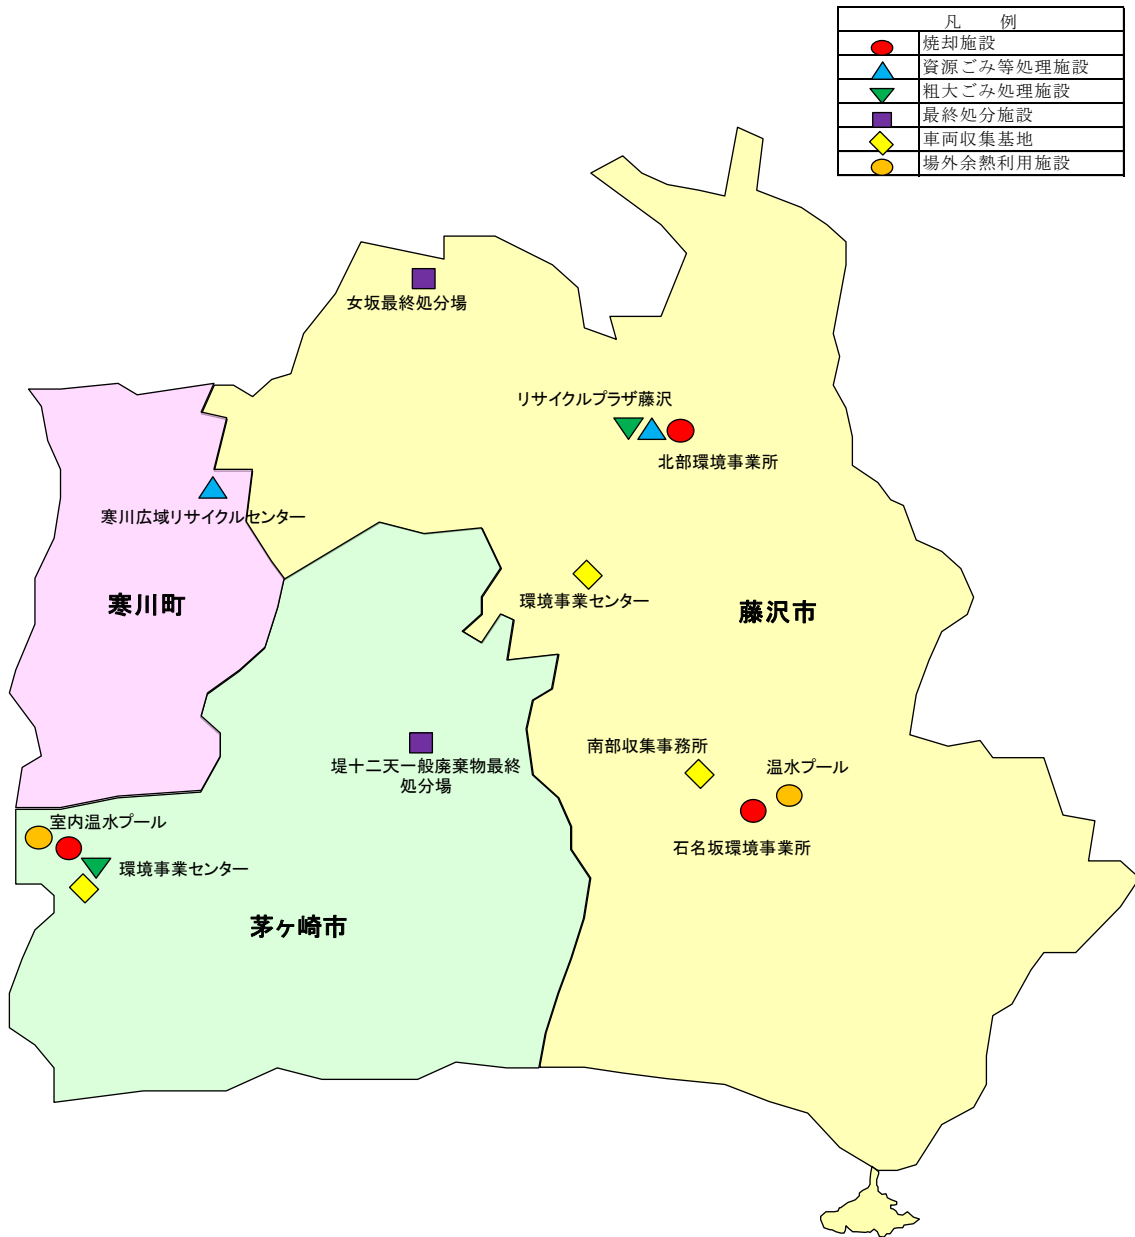 凡　例
焼却施設
資源ごみ等処理施設
粗大ごみ処理施設
最終処分施設
車両収集基地
場外余熱利用施設
女坂最終処分場
リサイクルプラザ藤沢
北部環境事業所
寒川広域リサイクルセンター
環境事業センター
寒川町
藤沢市
南部収集事務所
温水プール
堤十二天一般廃棄物最終
処分場
室内温水プール
石名坂環境事業所
環境事業センター
茅ヶ崎市